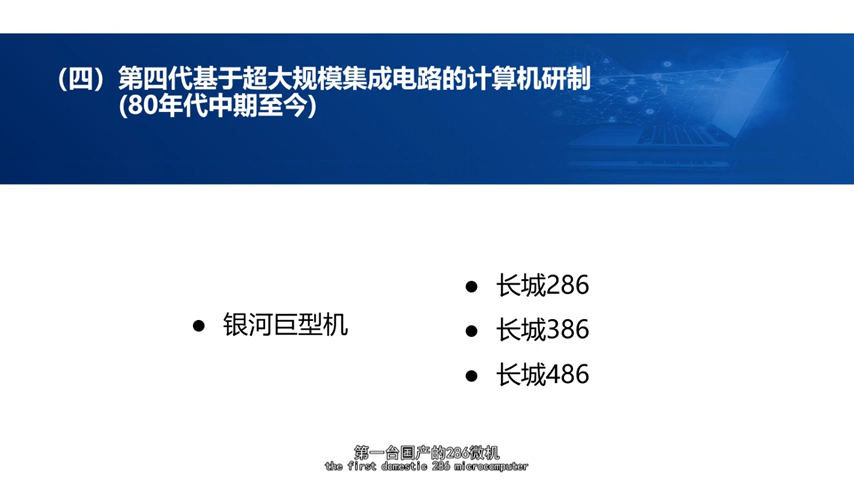 （四）第四代基于超大规模集成电路的计算机研制
(80年代中期至今)
● 银河巨型机
● 长城286
● 长城386
● 长城486
第一台国产的286微机
the first domestic 286 microcomputer